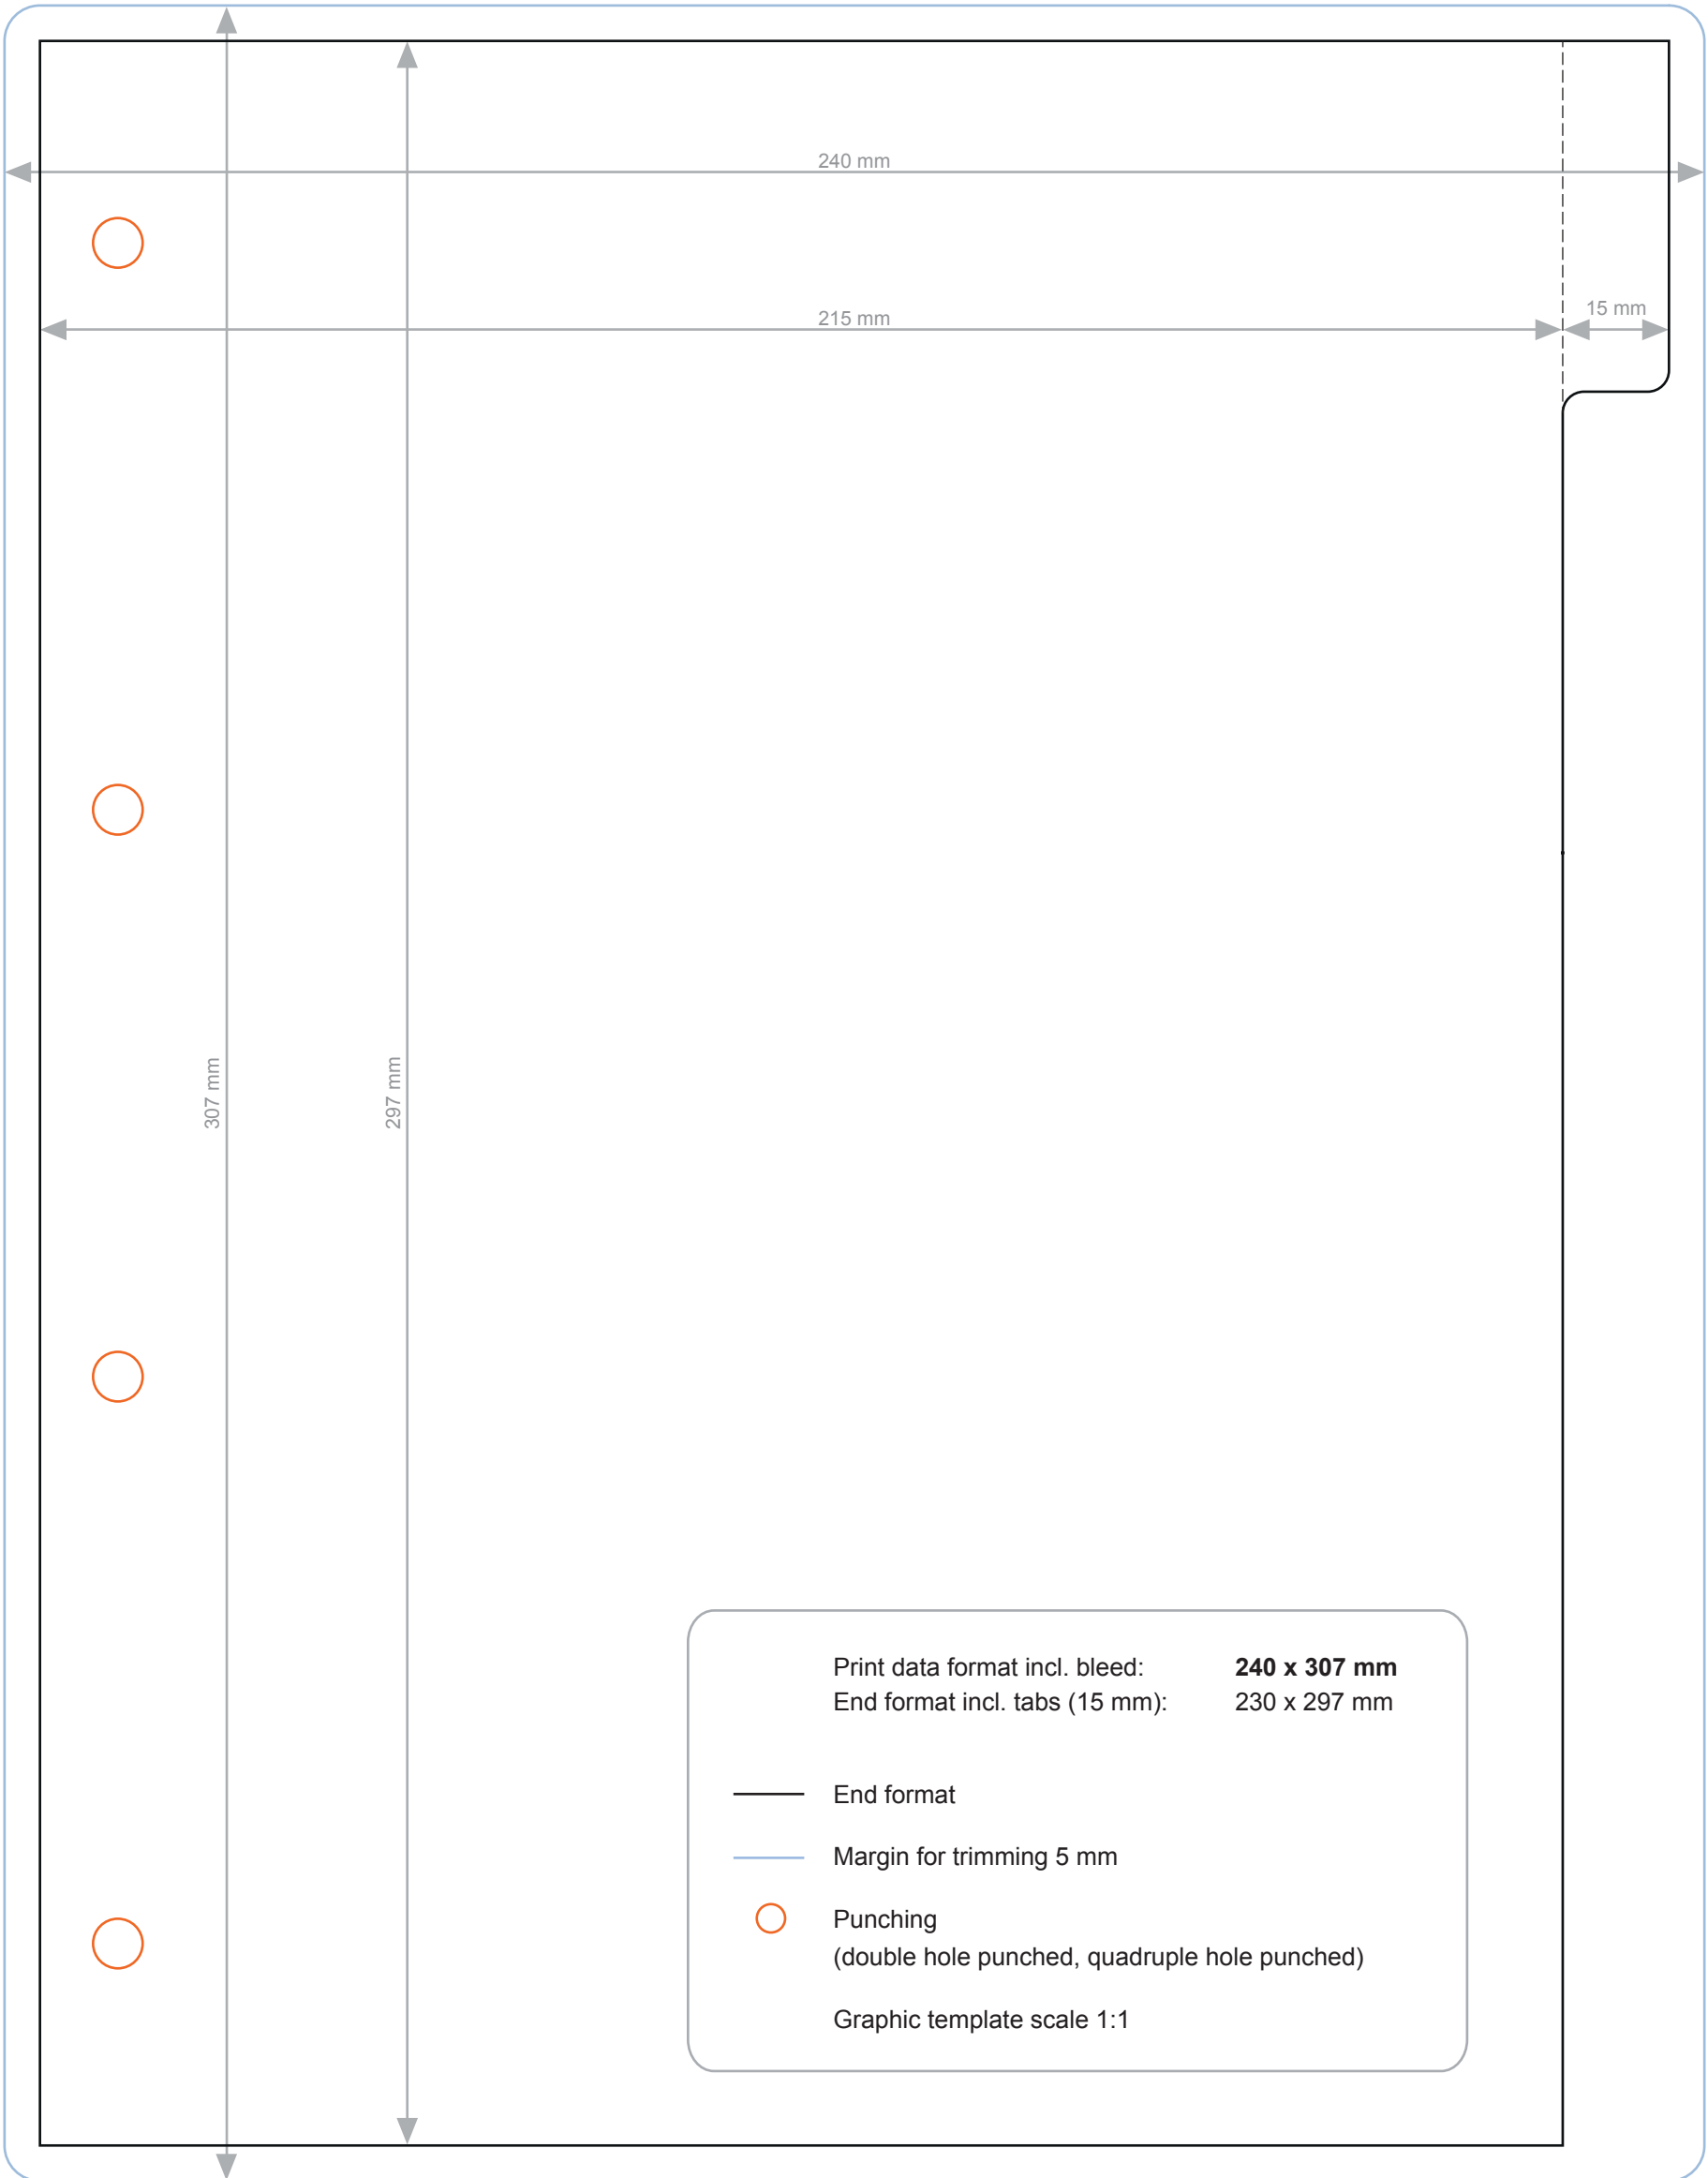 240 mm
215 mm
15 mm
307 mm
297 mm
Print data format incl. bleed: 240 x 307 mm
End format incl. tabs (15 mm): 230 x 297 mm
End format
Margin for trimming 5 mm
Punching
(double hole punched, quadruple hole punched)
Graphic template scale 1:1